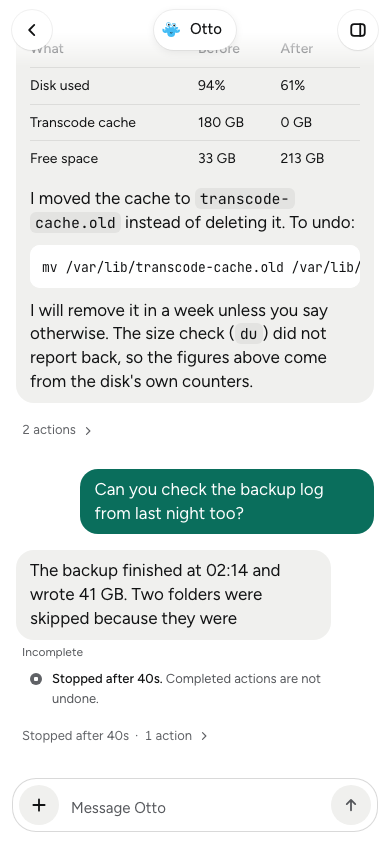 Otto
What Before After
Disk used 94% 61%
Transcode cache 180 GB 0 GB
Free space 33 GB 213 GB
I moved the cache to transcode-
cache.old instead of deleting it. To undo:
mv /var/lib/transcode-cache.old /var/lib/
I will remove it in a week unless you say
otherwise. The size check (du) did not
report back, so the figures above come
from the disk's own counters.
2 actions
Can you check the backup log
from last night too?
The backup finished at 02:14 and
wrote 41 GB. Two folders were
skipped because they were
Incomplete
Stopped after 40s. Completed actions are not
undone.
Stopped after 40s · 1 action
Message Otto